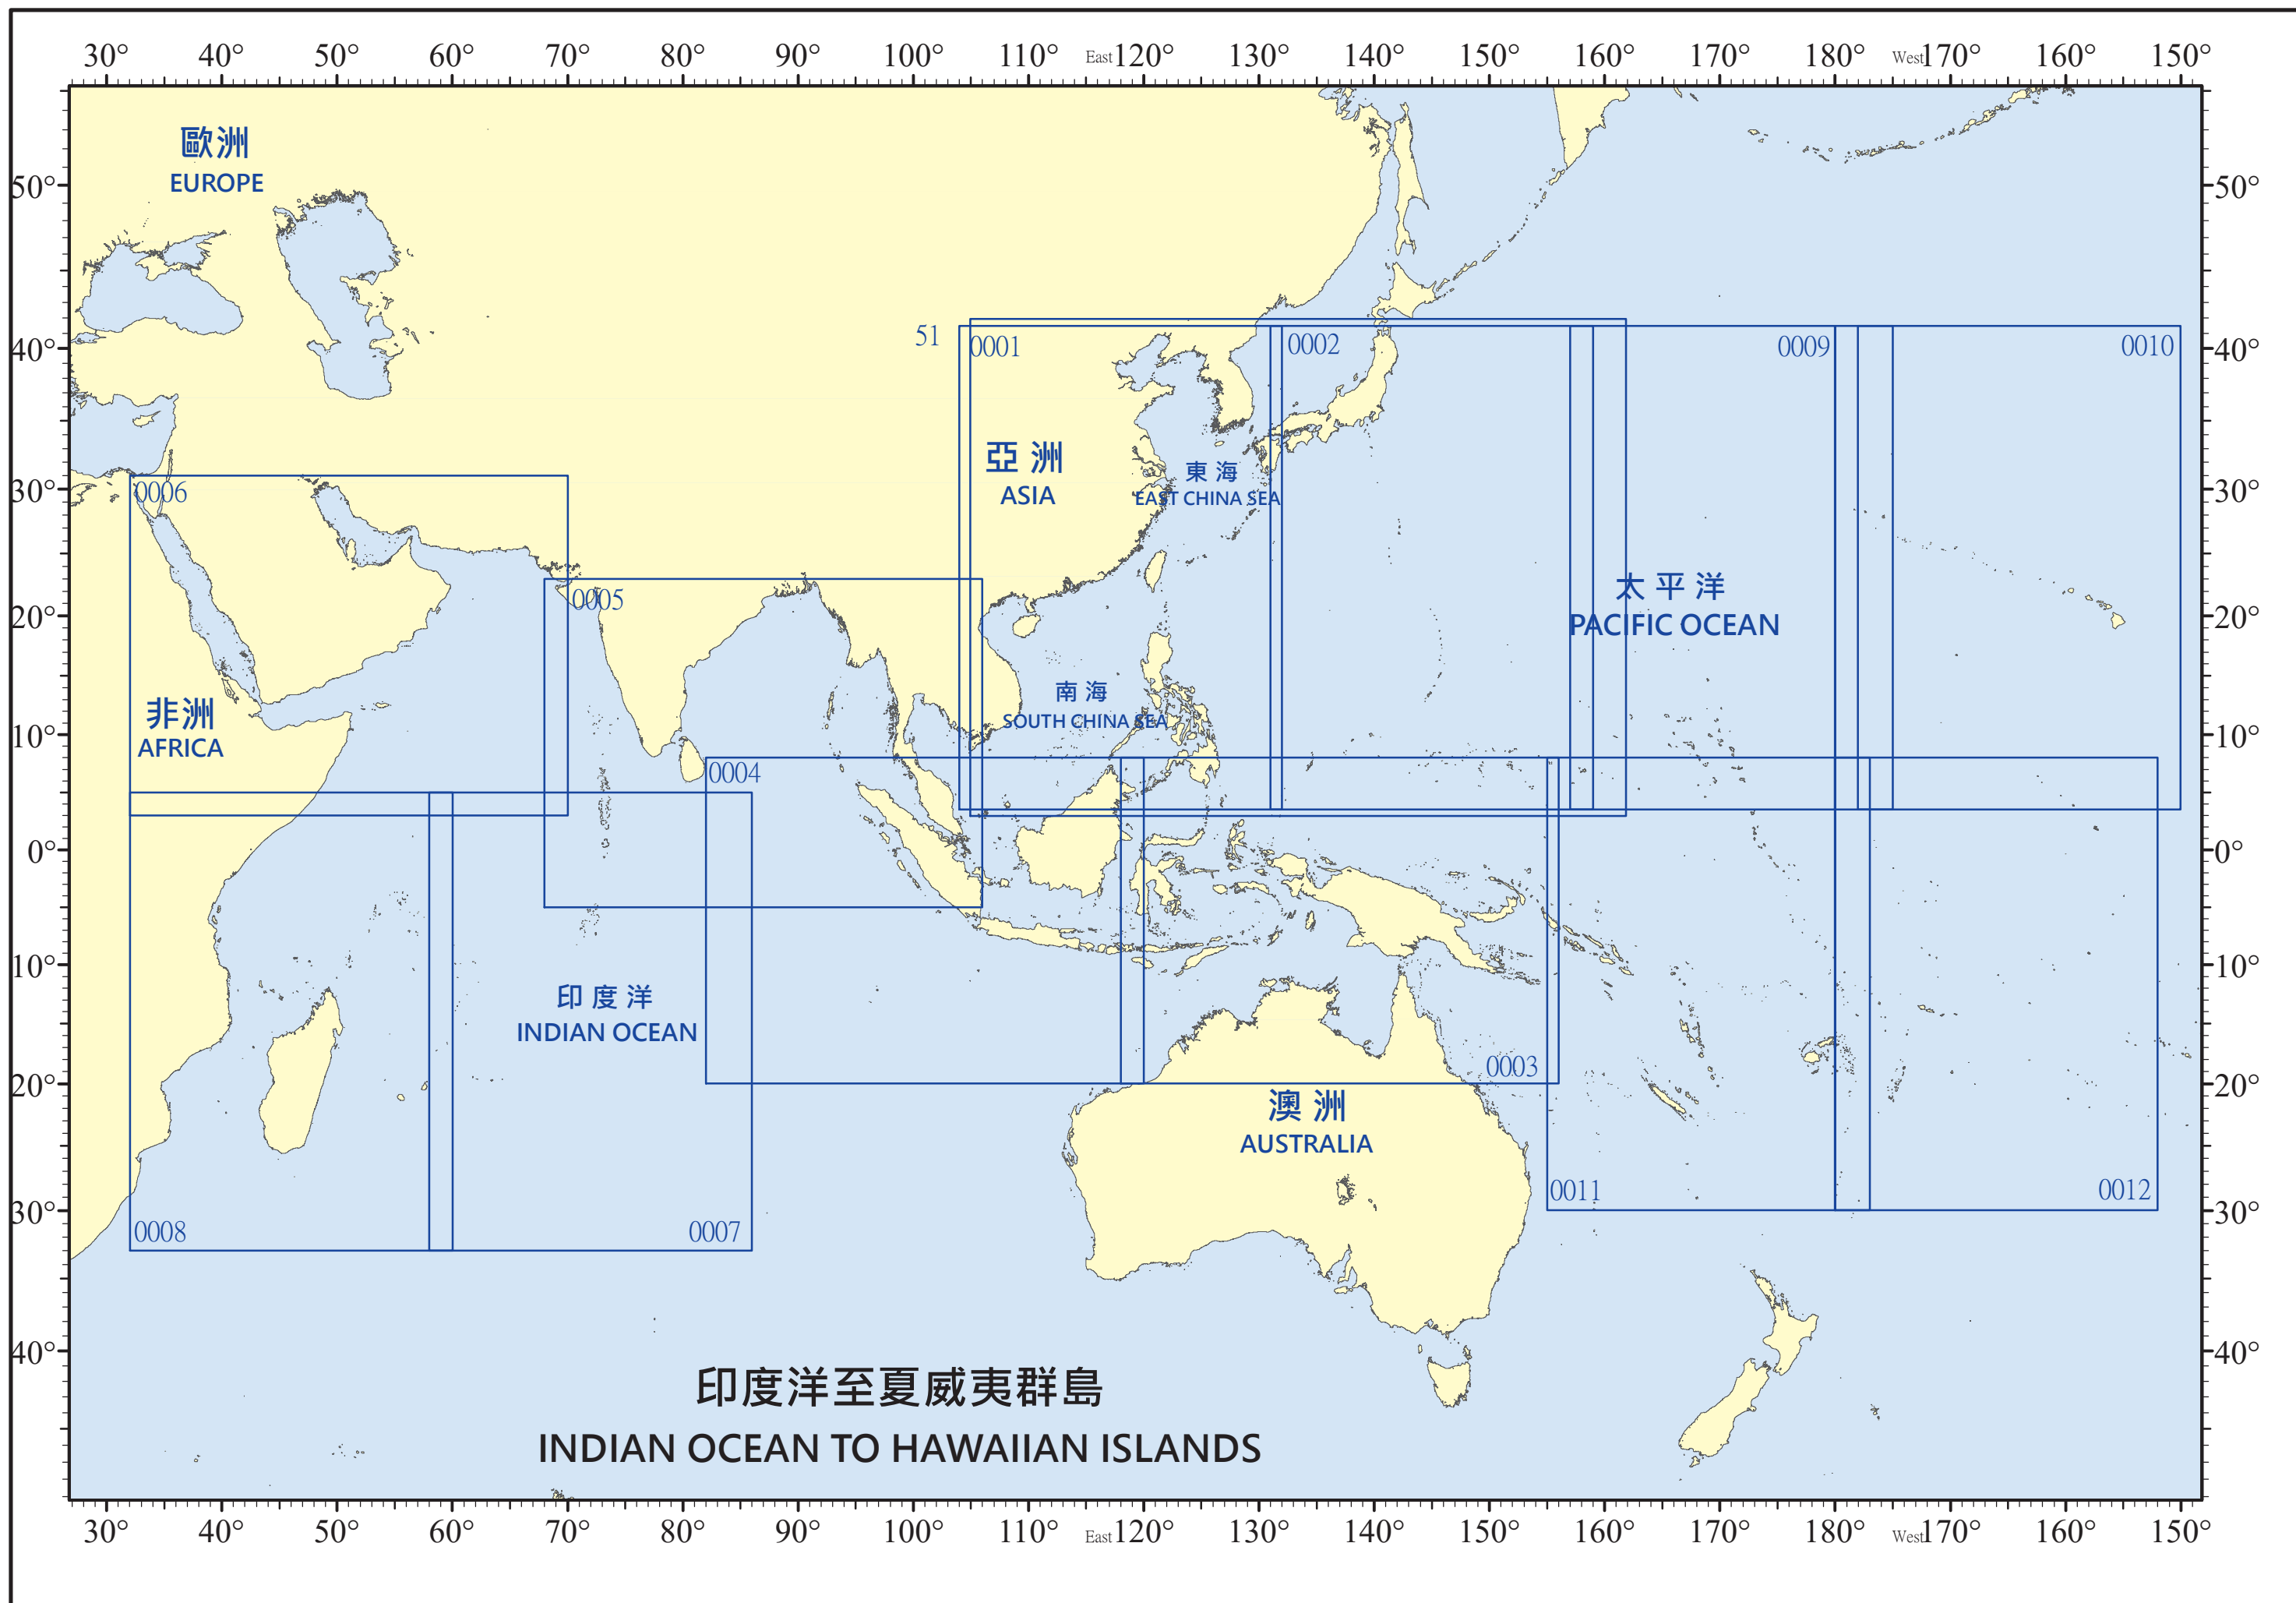 30° 40° 50° 60° 70° 80° 90° 100° 110° East 120° 130° 140° 150° 160° 170° 180° West 170° 160° 150°
歐洲
EUROPE
50° 50°
51 0001 0002 0009 0010
40° 40°
亞 洲
ASIA
東 海
EAST CHINA SEA
30° 30°
0006
0005
太 平 洋
PACIFIC OCEAN
20° 20°
非洲
AFRICA
南 海
SOUTH CHINA SEA
10° 10°
0004
0° 0°
10° 10°
印 度 洋
INDIAN OCEAN
0003
20° 20°
澳 洲
AUSTRALIA
0011 0012
30° 30°
0008 0007
40° 40°
印度洋至夏威夷群島
INDIAN OCEAN TO HAWAIIAN ISLANDS
30° 40° 50° 60° 70° 80° 90° 100° 110° East 120° 130° 140° 150° 160° 170° 180° West 170° 160° 150°